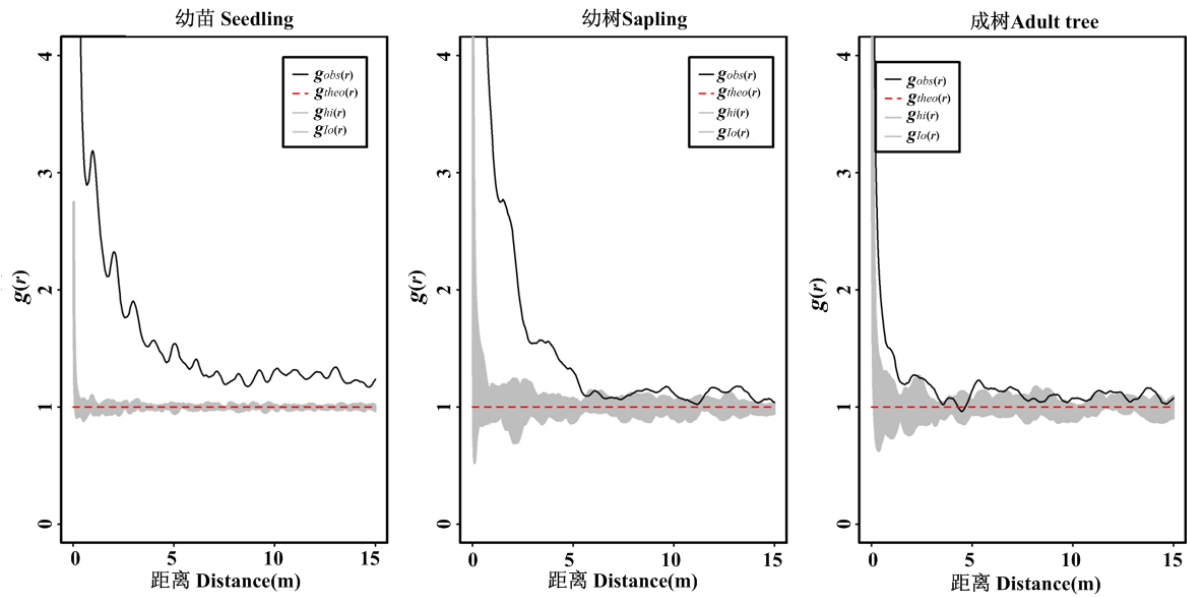 幼苗 Seedling
4
3
2
1
0
g(r)
gobs(r)
gtheo(r)
ghi(r)
gIo(r)
0 5 10 15
距离 Distance(m)
幼树Sapling
4
3
2
1
0
g(r)
gobs(r)
gtheo(r)
ghi(r)
gIo(r)
0 5 10 15
距离 Distance(m)
成树Adult tree
4
3
2
1
0
g(r)
gobs(r)
gtheo(r)
ghi(r)
gIo(r)
0 5 10 15
距离 Distance(m)